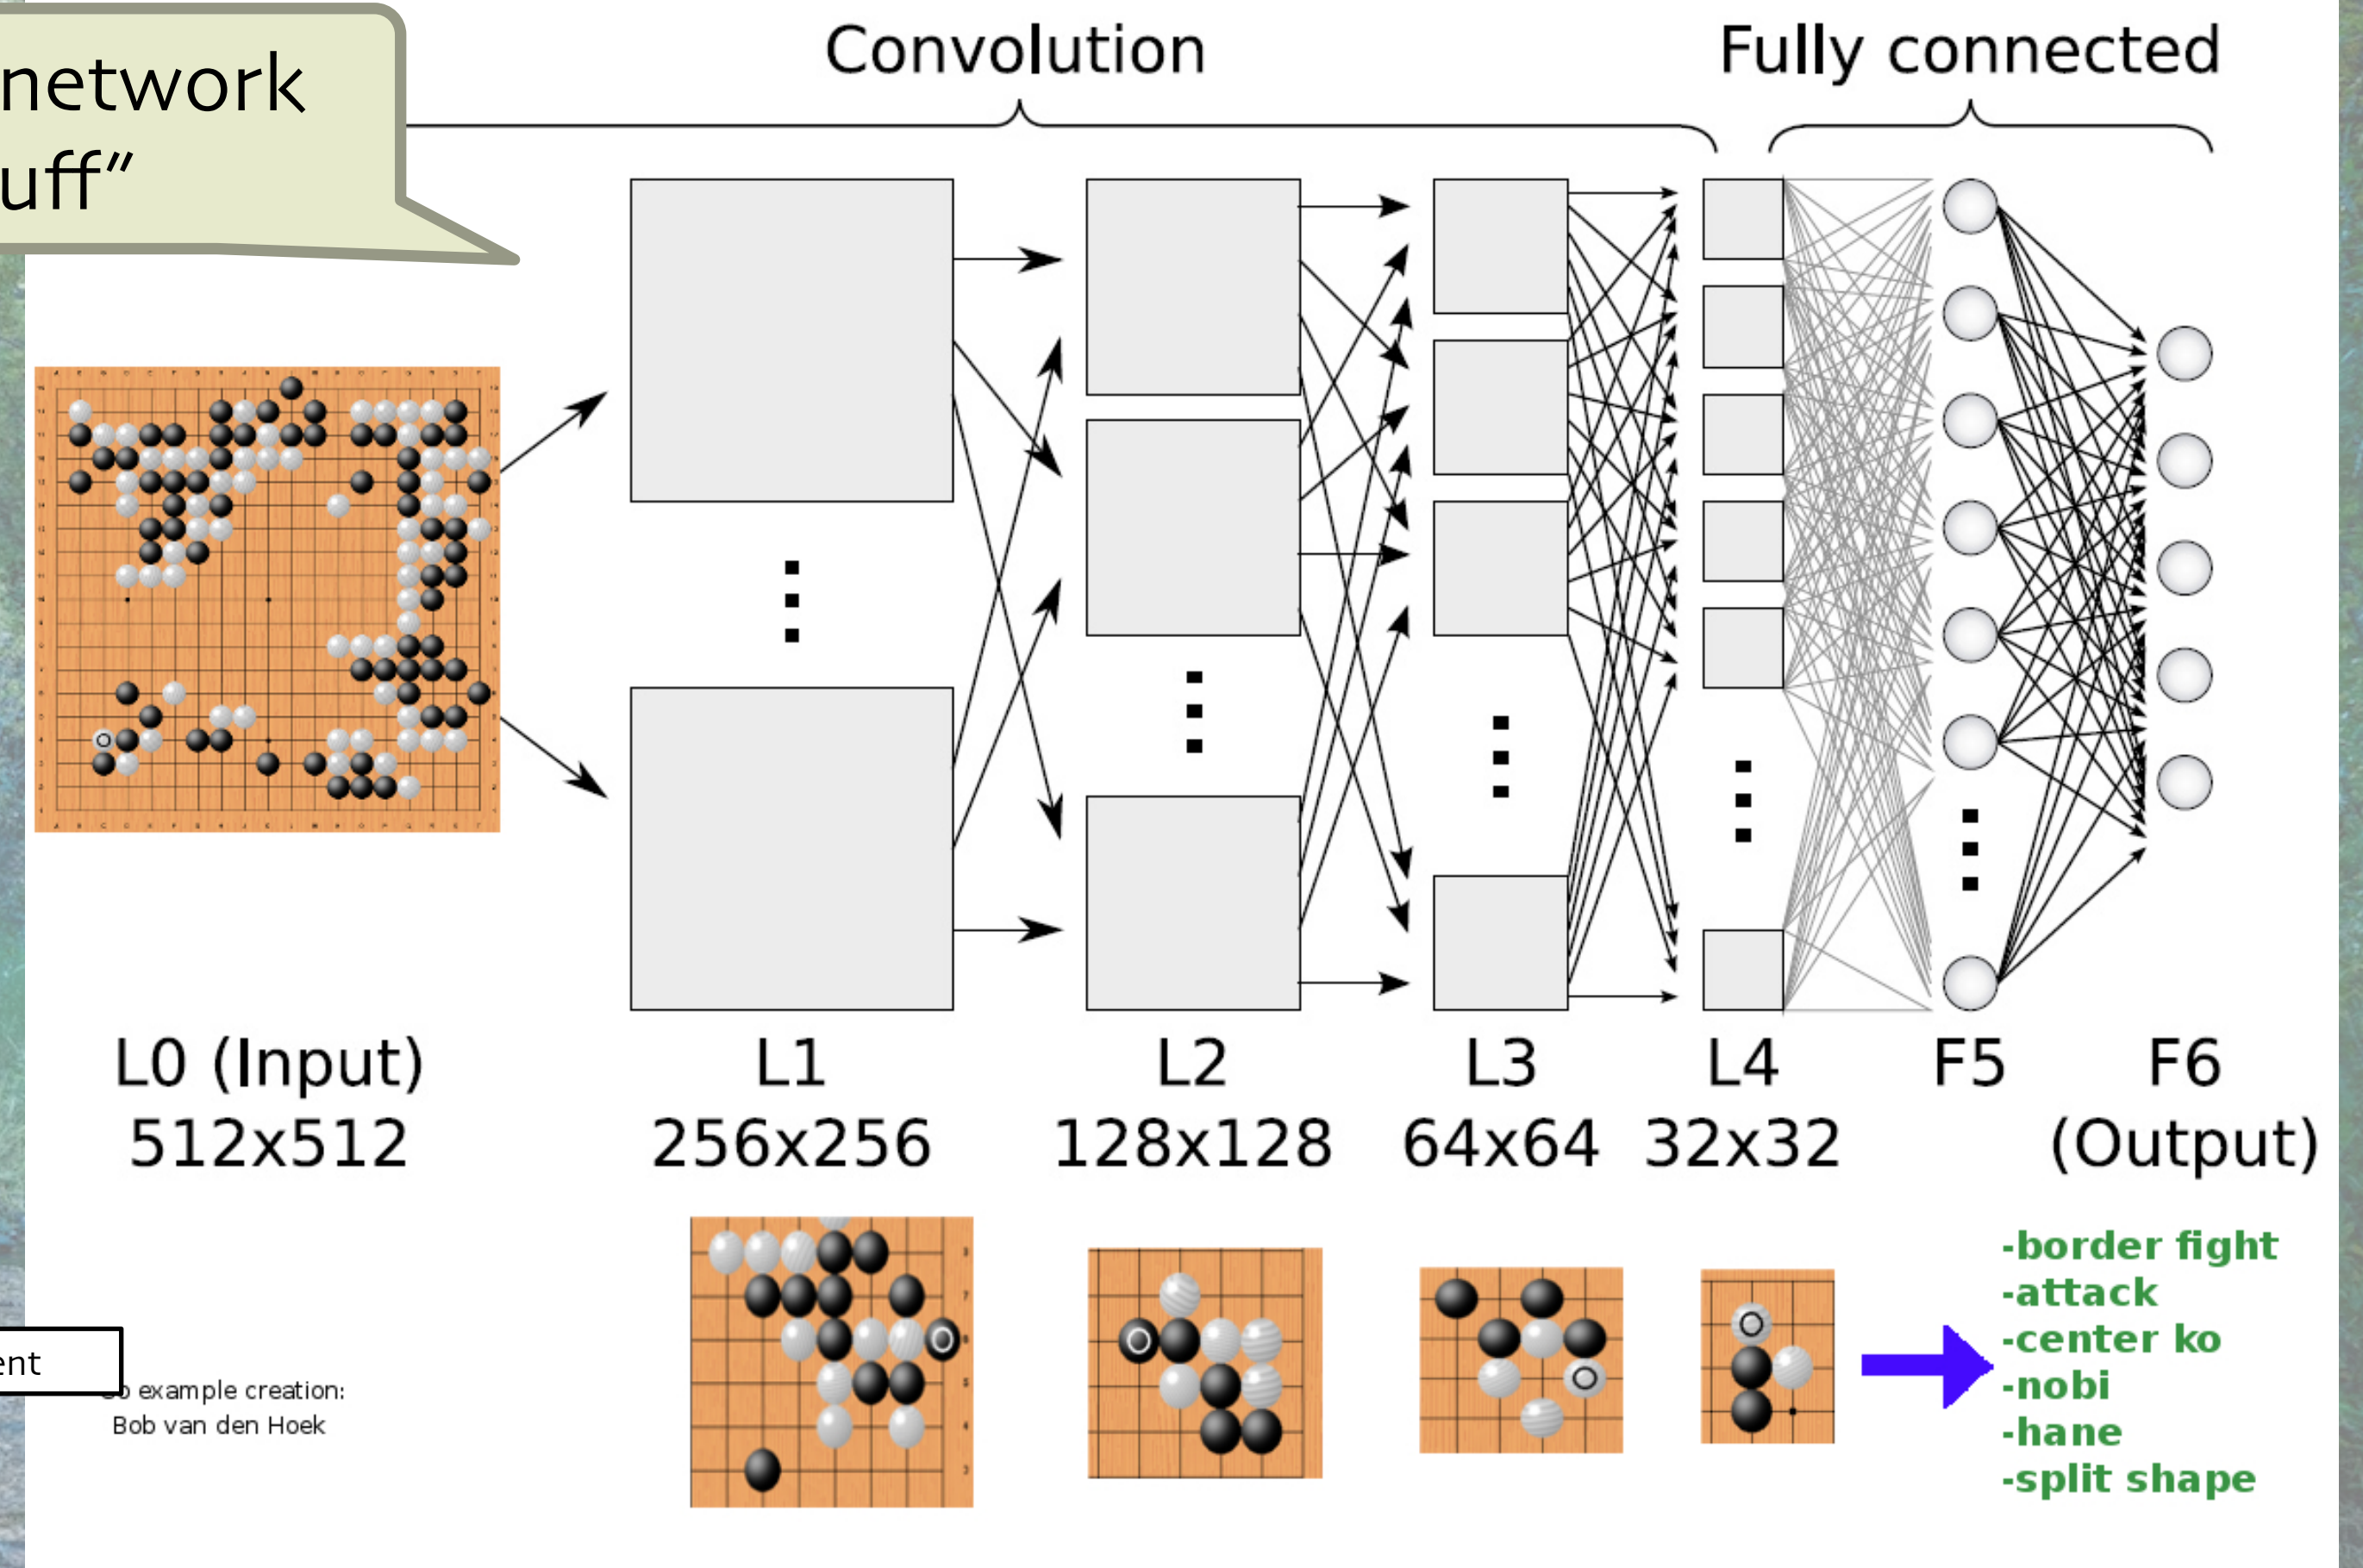 network
uff”
Convolution
Fully connected
L0 (Input)
512x512
L1
256x256
L2
128x128
L3
64x64
L4
32x32
F5
F6
(Output)
-border fight
-attack
-center ko
-nobi
-hane
-split shape
ent
example creation:
Bob van den Hoek